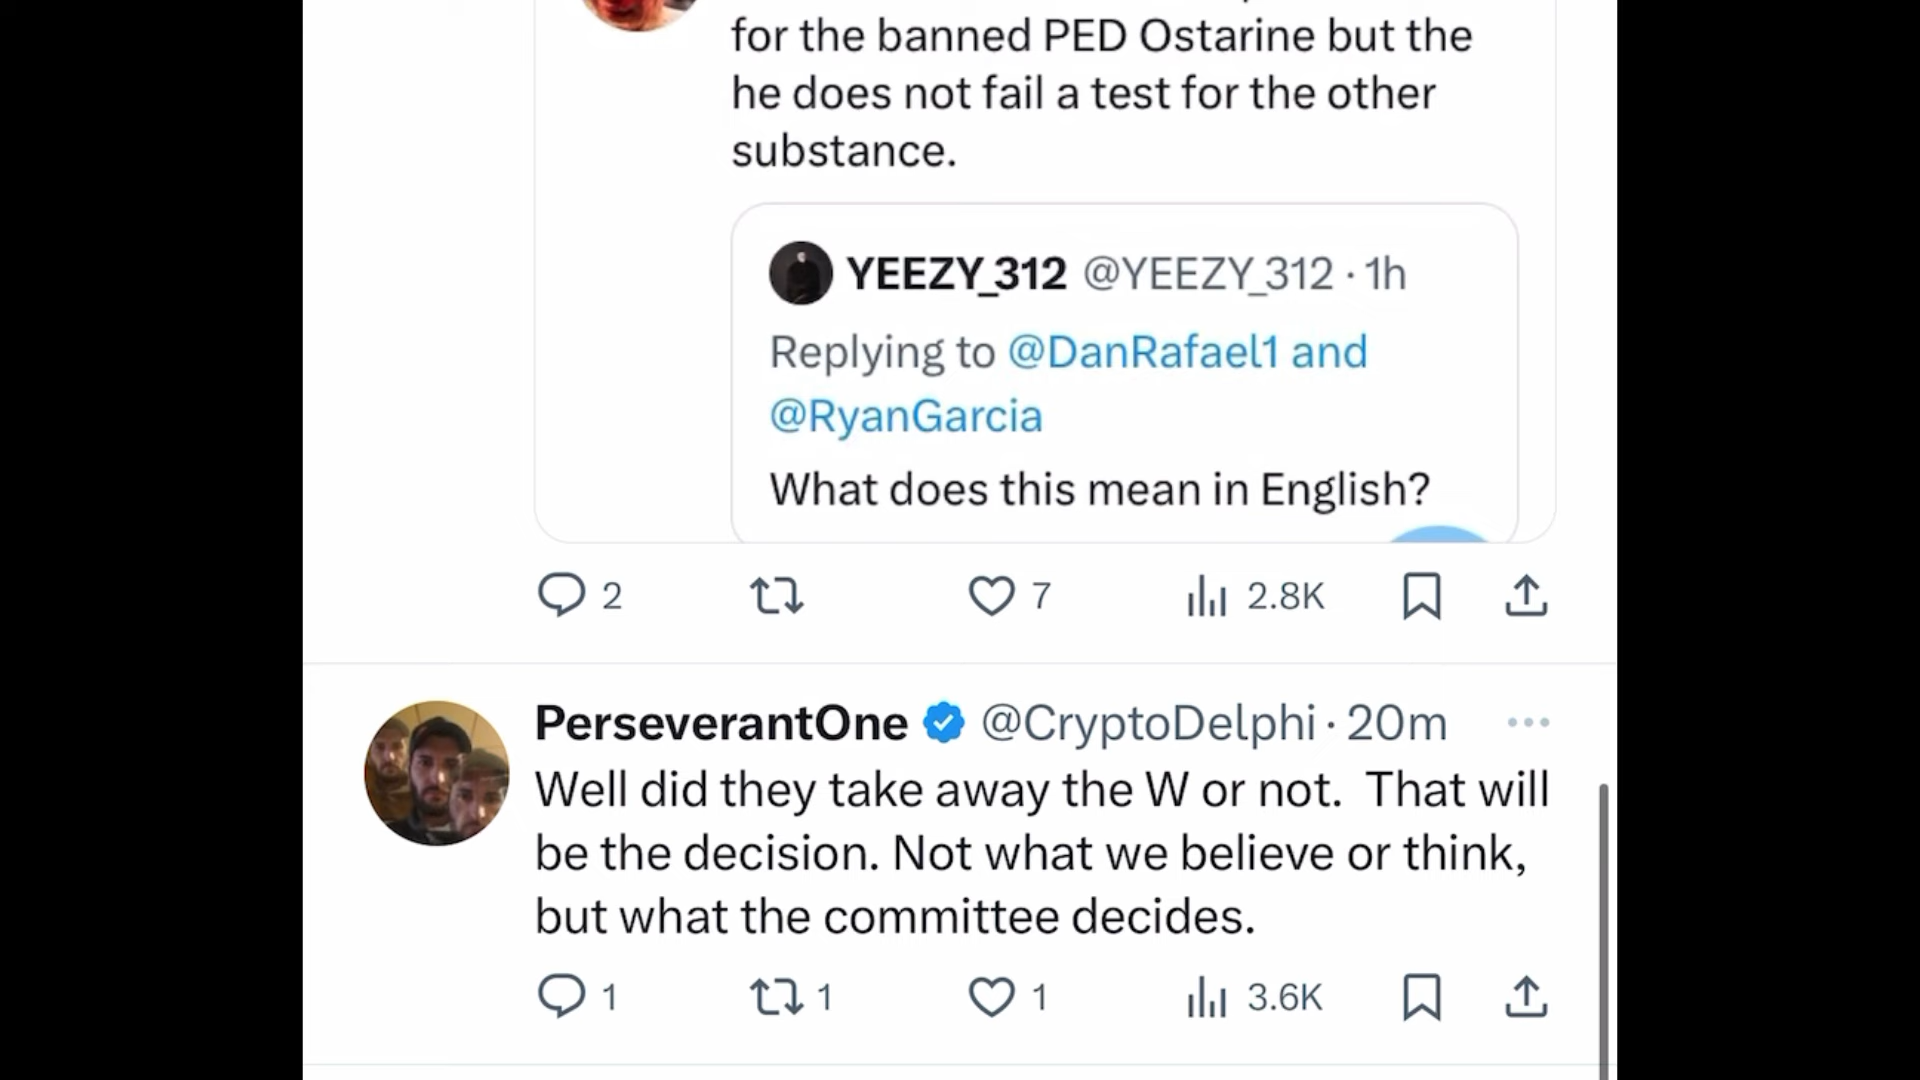 for the banned PED Ostarine but the
he does not fail a test for the other
substance.
YEEZY_312 @YEEZY_312 · 1h
Replying to @DanRafael1 and
@RyanGarcia
What does this mean in English?
2 7 2.8K
PerseverantOne @CryptoDelphi · 20m
Well did they take away the W or not. That will
be the decision. Not what we believe or think,
but what the committee decides.
1 1 1 3.6K